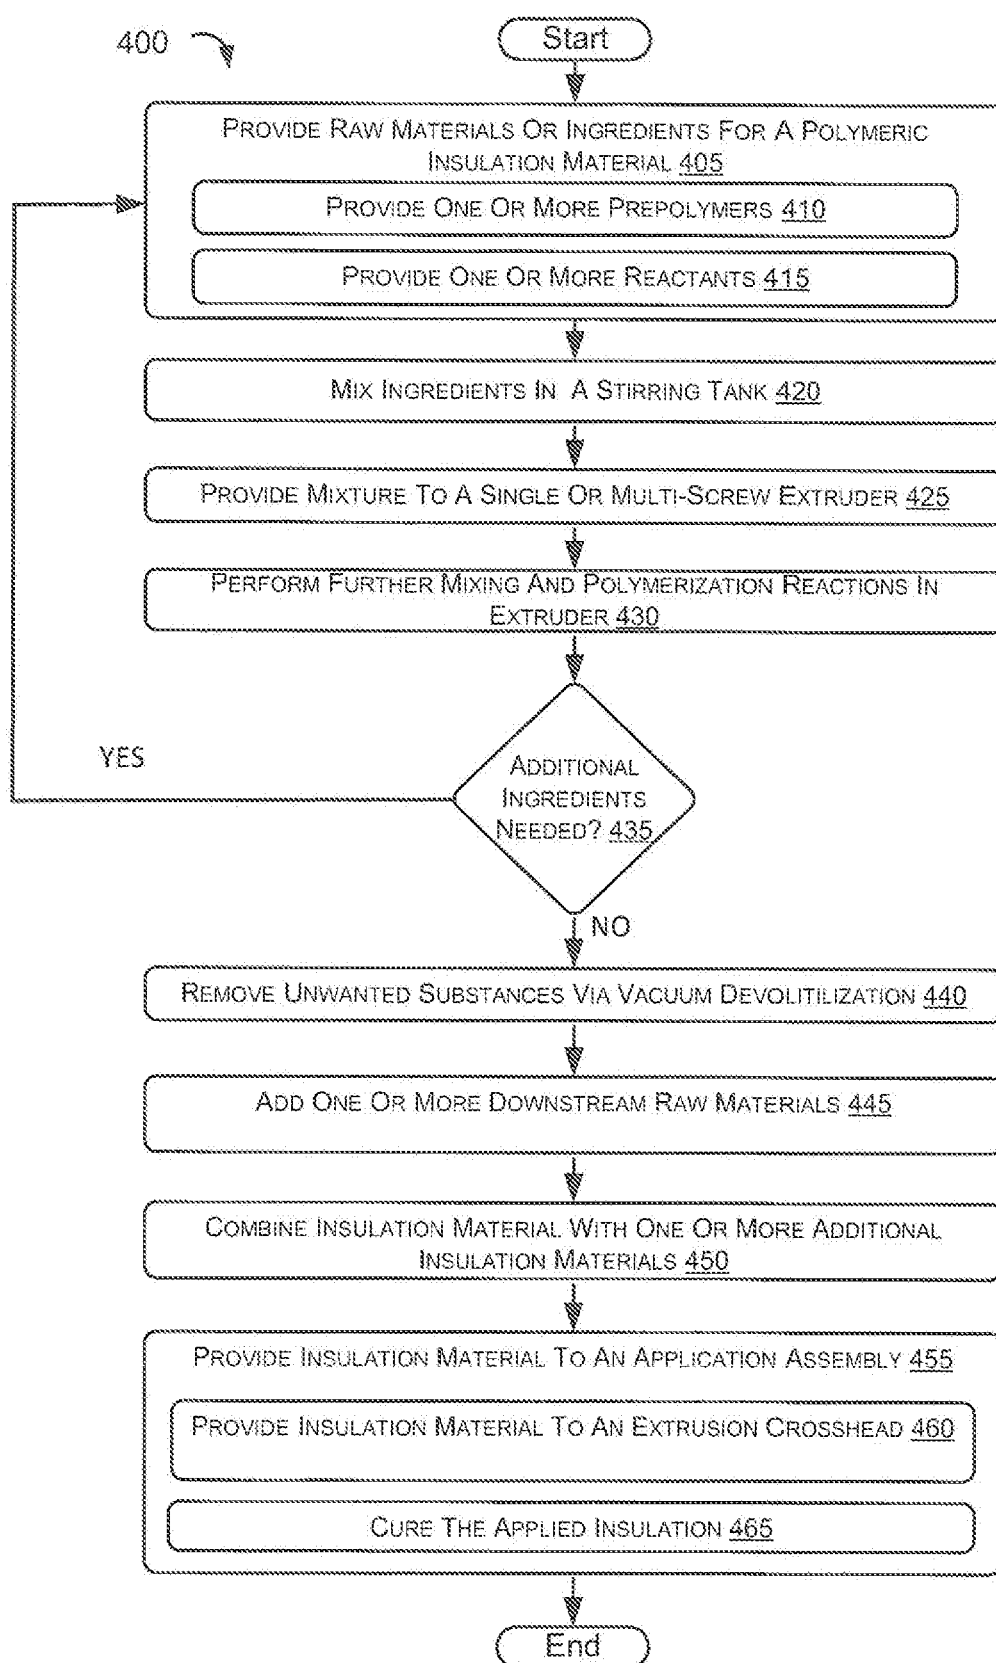 400
Start
PROVIDE RAW MATERIALS OR INGREDIENTS FOR A POLYMERIC
INSULATION MATERIAL 405
PROVIDE ONE OR MORE PREPOLYMERS 410
PROVIDE ONE OR MORE REACTANTS 415
MIX INGREDIENTS IN A STIRRING TANK 420
PROVIDE MIXTURE TO A SINGLE OR MULTI-SCREW EXTRUDER 425
PERFORM FURTHER MIXING AND POLYMERIZATION REACTIONS IN
EXTRUDER 430
YES
ADDITIONAL
INGREDIENTS
NEEDED? 435
NO
REMOVE UNWANTED SUBSTANCES VIA VACUUM DEVOLITILIZATION 440
ADD ONE OR MORE DOWNSTREAM RAW MATERIALS 445
COMBINE INSULATION MATERIAL WITH ONE OR MORE ADDITIONAL
INSULATION MATERIALS 450
PROVIDE INSULATION MATERIAL TO AN APPLICATION ASSEMBLY 455
PROVIDE INSULATION MATERIAL TO AN EXTRUSION CROSSHEAD 460
CURE THE APPLIED INSULATION 465
End